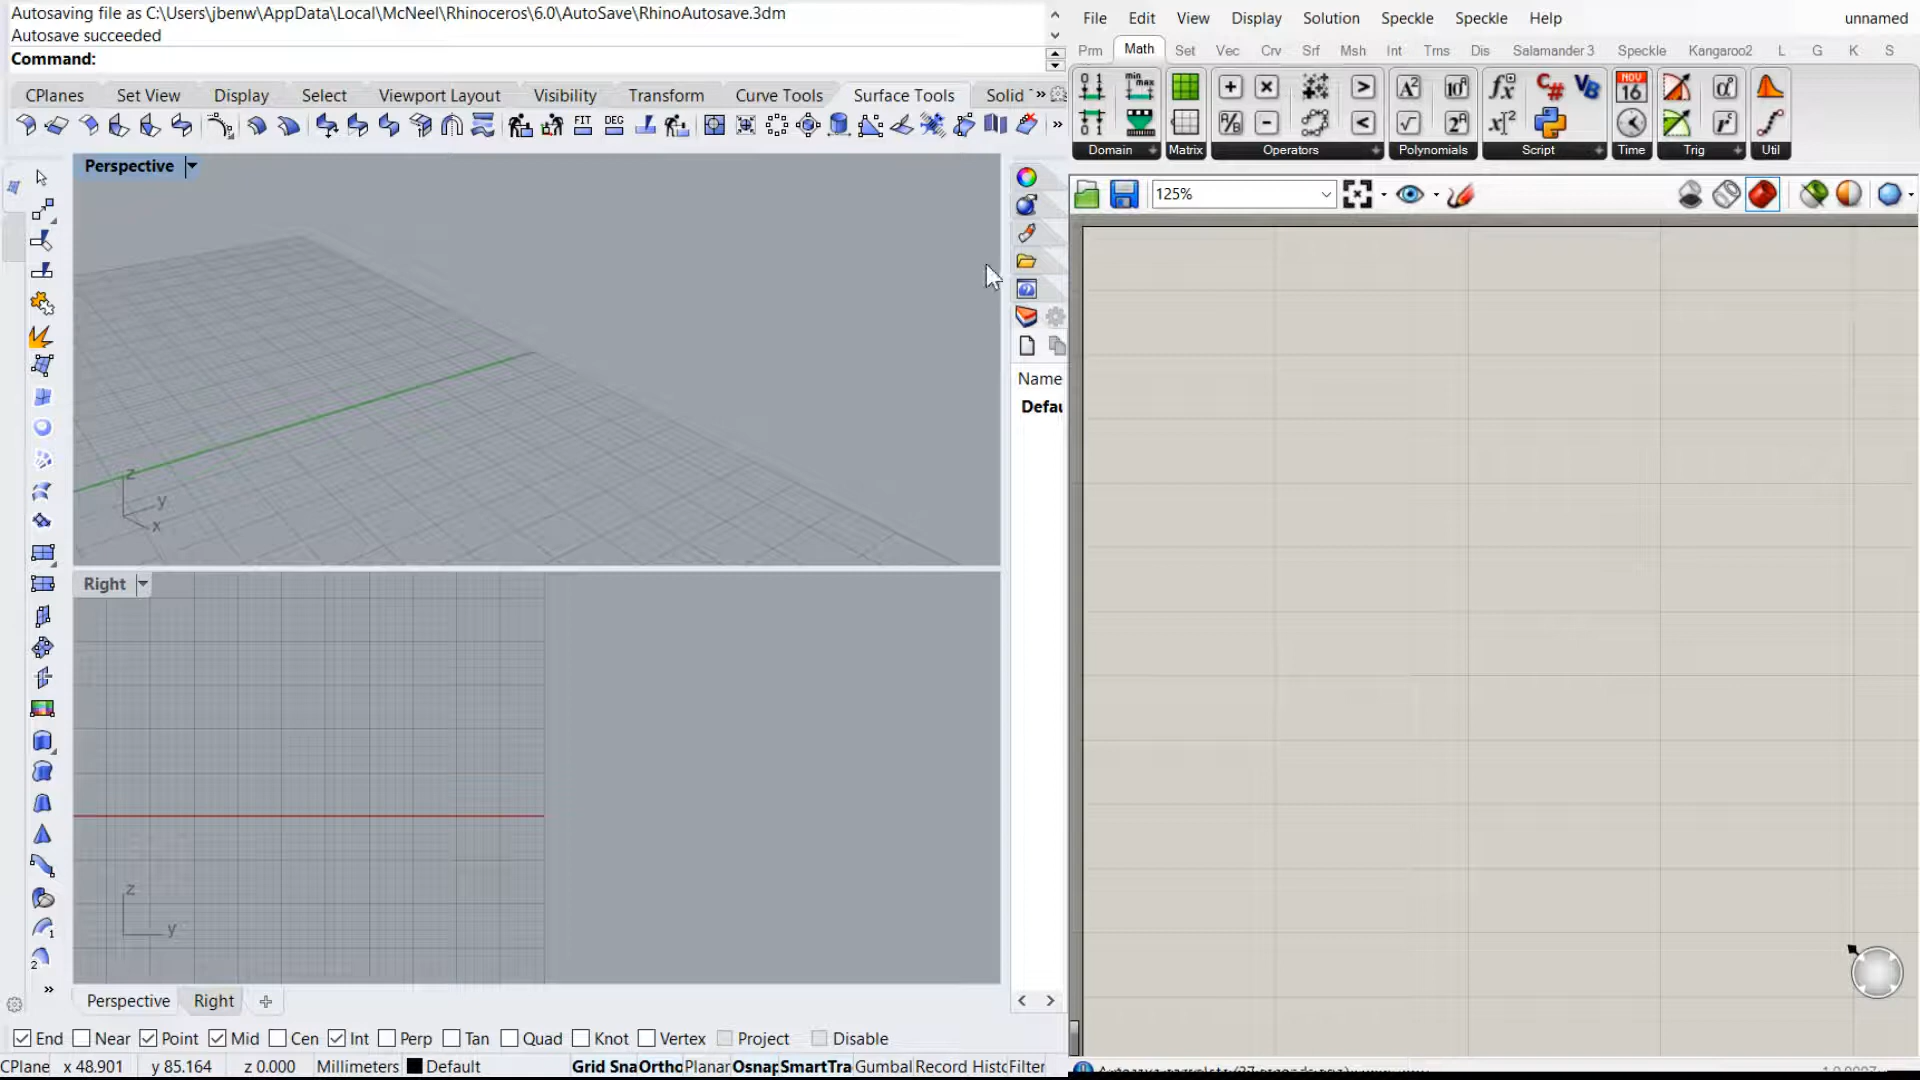 Autosaving file as C:\Users\jbenw\AppData\Local\McNeel\Rhinoceros\6.0\AutoSave\RhinoAutosave.3dm
Autosave succeeded
Command:
CPlanes Set View Display Select Viewport Layout Visibility Transform Curve Tools Surface Tools Solid
FIT DEG
Perspective
z
y
x
Right
z
y
2
Perspective Right
Name
Defau
End Near Point Mid Cen Int Perp Tan Quad Knot Vertex Project Disable
CPlane x 48.901 y 85.164 z 0.000 Millimeters Default Grid Sna Ortho Planar Osnap SmartTra Gumbal Record Histo Filter
File Edit View Display Solution Speckle Speckle Help unnamed
Prm Math Set Vec Crv Srf Msh Int Trns Dis Salamander 3 Speckle Kangaroo2 L G K S
Domain Matrix Operators Polynomials Script Time Trig Util
125%